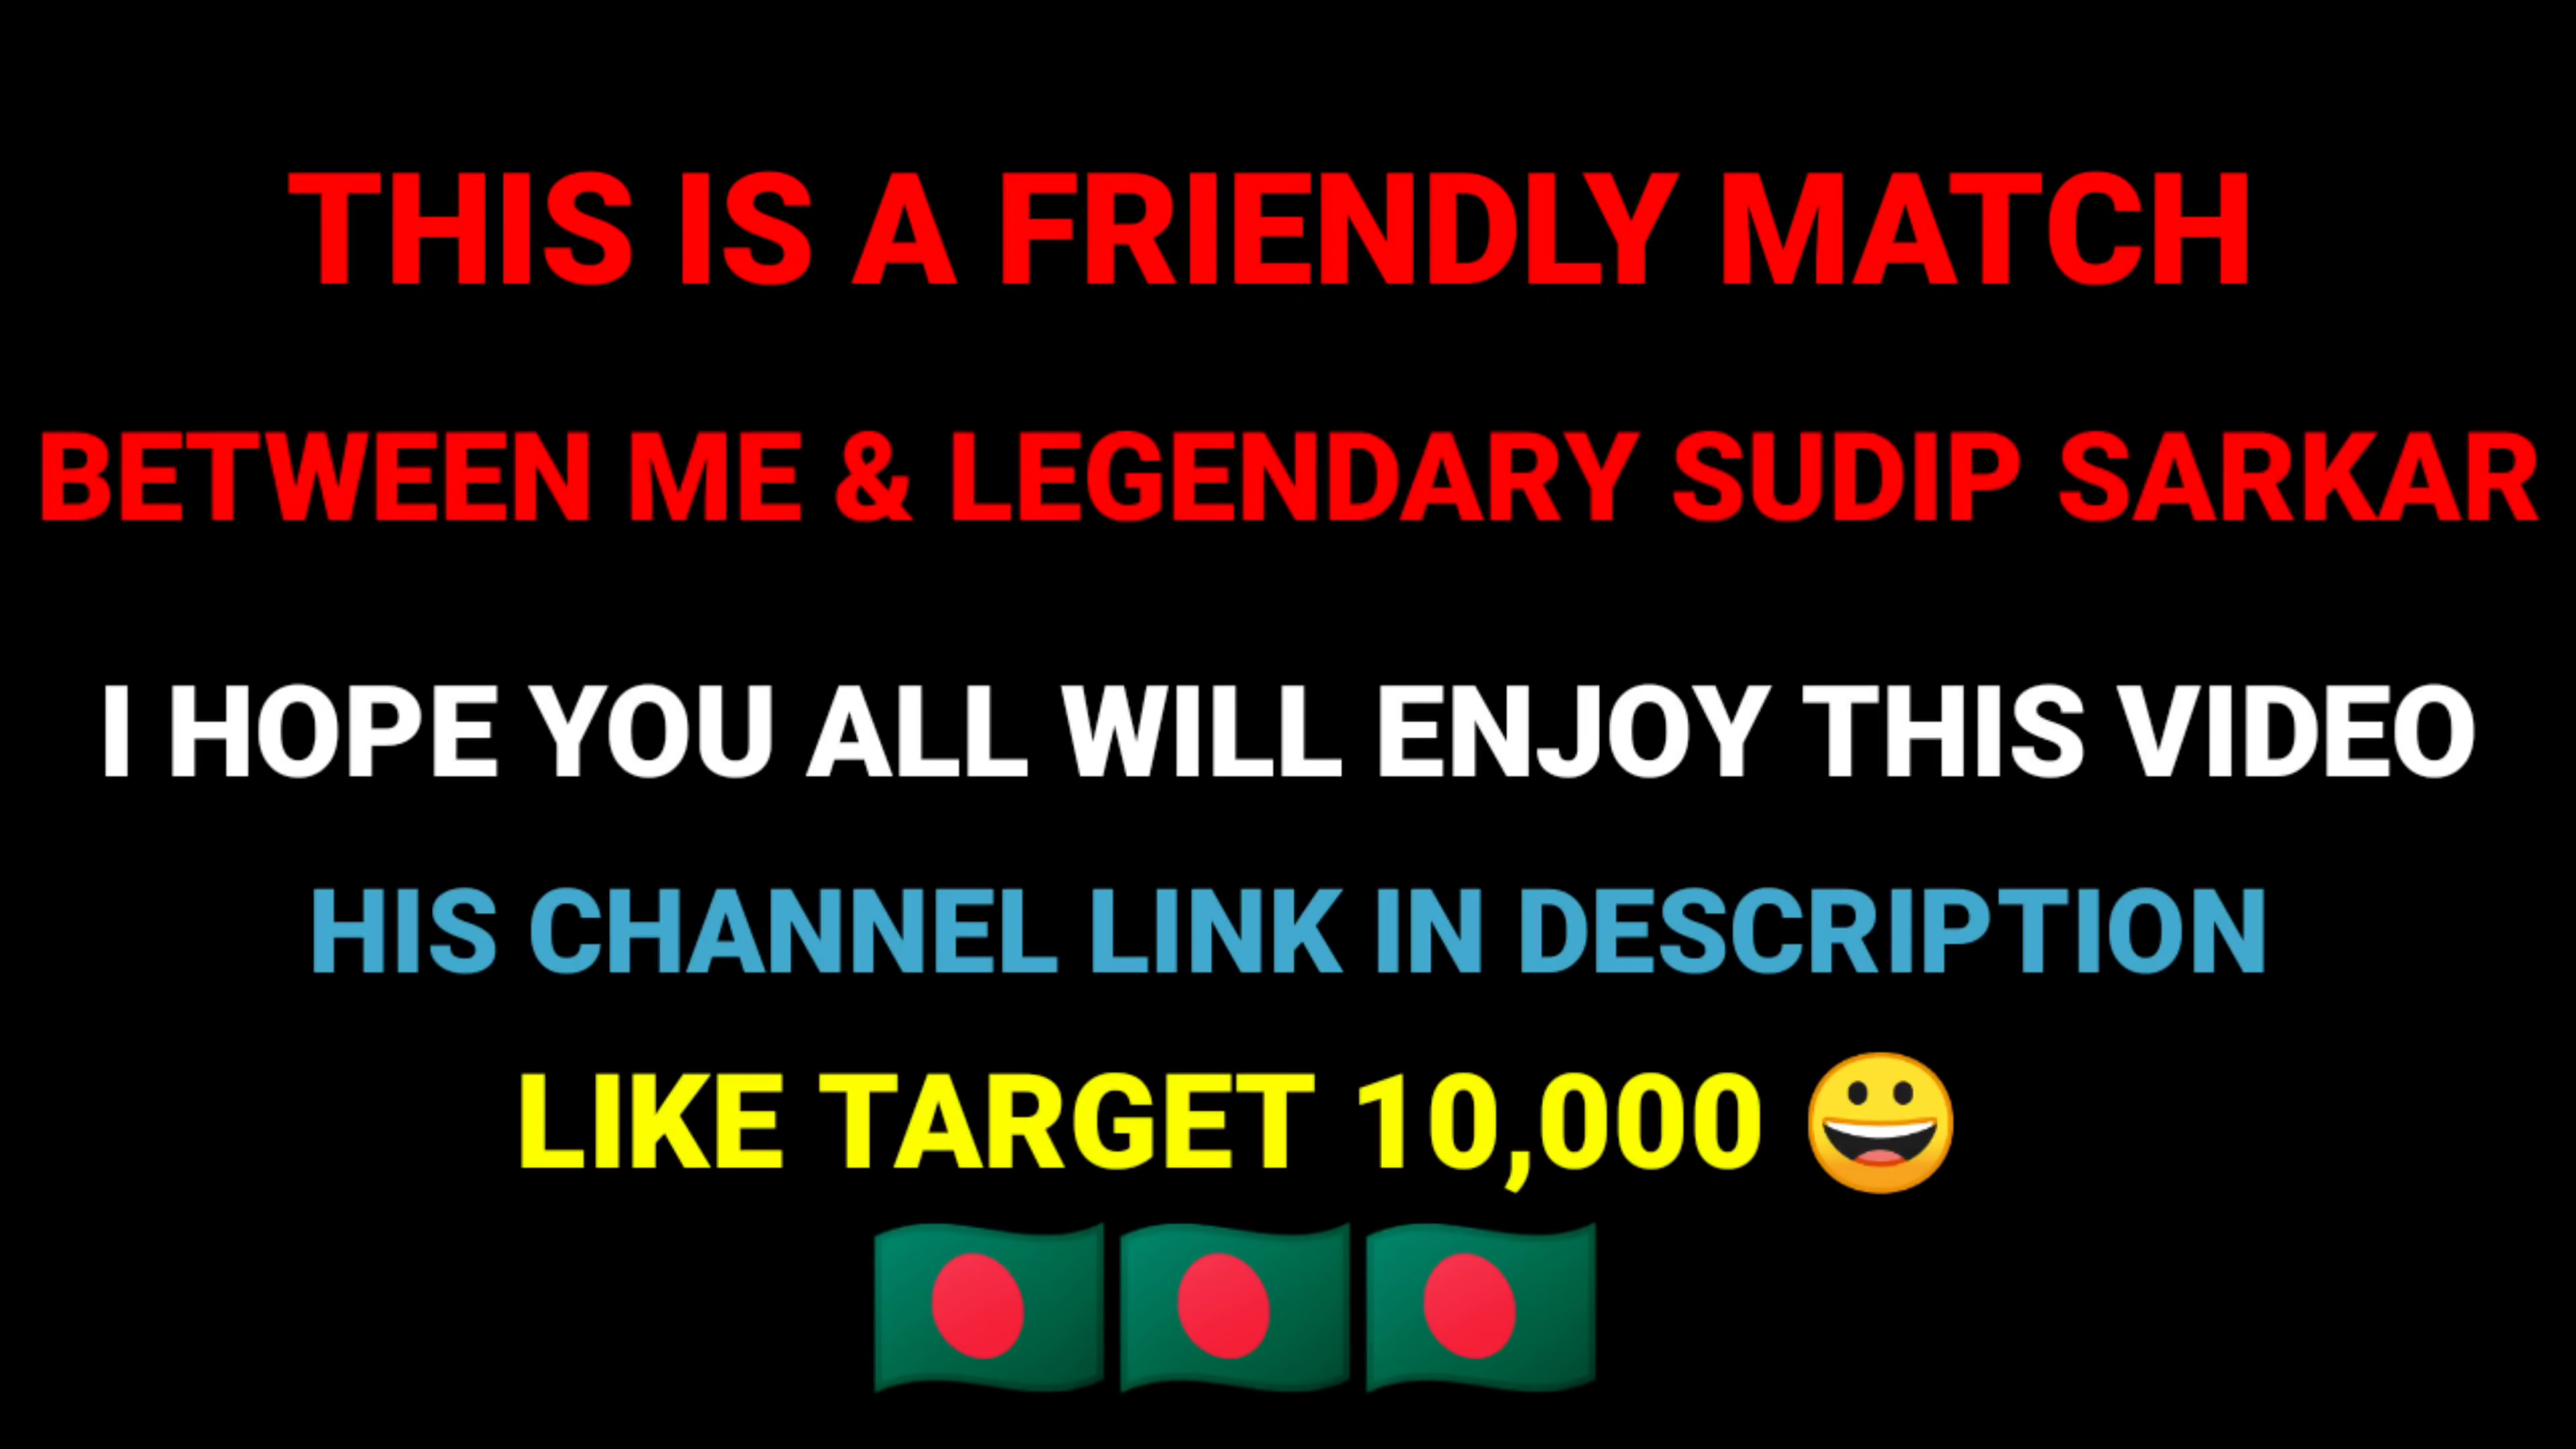 THIS IS A FRIENDLY MATCH
BETWEEN ME & LEGENDARY SUDIP SARKAR
I HOPE YOU ALL WILL ENJOY THIS VIDEO
HIS CHANNEL LINK IN DESCRIPTION
LIKE TARGET 10,000 😀
🇧🇩🇧🇩🇧🇩